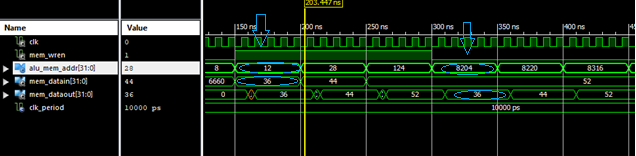 203.447 ns
Name Value 150 ns 200 ns 250 ns 300 ns 350 ns 400 ns 450
clk 0
mem_wren 1
alu_mem_addr[31:0] 28 8 12 28 124 8204 8220 8316
mem_datain[31:0] 44 6660 36 44 52
mem_dataout[31:0] 36 0 36 44 52 36 44 52
clk_period 10000 ps 10000 ps